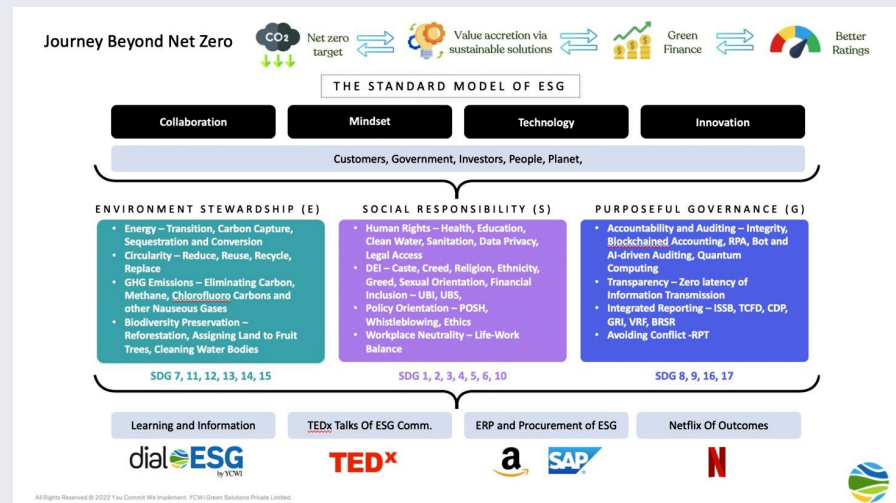 Journey Beyond Net Zero
CO2
Net zero
target
Value accretion via
sustainable solutions
Green
Finance
Better
Ratings
THE STANDARD MODEL OF ESG
Collaboration
Mindset
Technology
Innovation
Customers, Government, Investors, People, Planet,
ENVIRONMENT STEWARDSHIP (E)
• Energy – Transition, Carbon Capture,
Sequestration and Conversion
• Circularity – Reduce, Reuse, Recycle,
Replace
• GHG Emissions – Eliminating Carbon,
Methane, Chlorofluoro Carbons and
other Nauseous Gases
• Biodiversity Preservation –
Reforestation, Assigning Land to Fruit
Trees, Cleaning Water Bodies
SDG 7, 11, 12, 13, 14, 15
SOCIAL RESPONSIBILITY (S)
• Human Rights – Health, Education,
Clean Water, Sanitation, Data Privacy,
Legal Access
• DEI – Caste, Creed, Religion, Ethnicity,
Greed, Sexual Orientation, Financial
Inclusion – UBI, UBS,
• Policy Orientation – POSH,
Whistleblowing, Ethics
• Workplace Neutrality – Life-Work
Balance
SDG 1, 2, 3, 4, 5, 6, 10
PURPOSEFUL GOVERNANCE (G)
• Accountability and Auditing – Integrity,
Blockchained Accounting, RPA, Bot and
AI-driven Auditing, Quantum
Computing
• Transparency – Zero latency of
Information Transmission
• Integrated Reporting – ISSB, TCFD, CDP,
GRI, VRF, BRSR
• Avoiding Conflict -RPT
SDG 8, 9, 16, 17
Learning and Information
TEDx Talks Of ESG Comm.
ERP and Procurement of ESG
Netflix Of Outcomes
dial ESG
by YCWI
TEDx
a
SAP
N
All Rights Reserved @ 2022 You Commit We Implement. YCWI Green Solutions Private Limited.